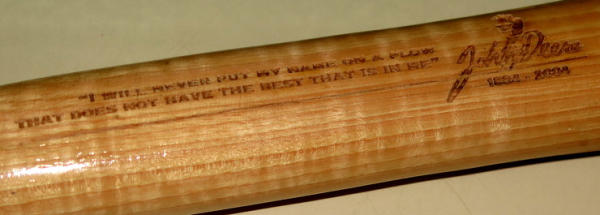 "I WILL NEVER PUT MY NAME ON A PLOW
THAT DOES NOT HAVE THE BEST THAT IS IN ME"
John Deere
1804 - 2004